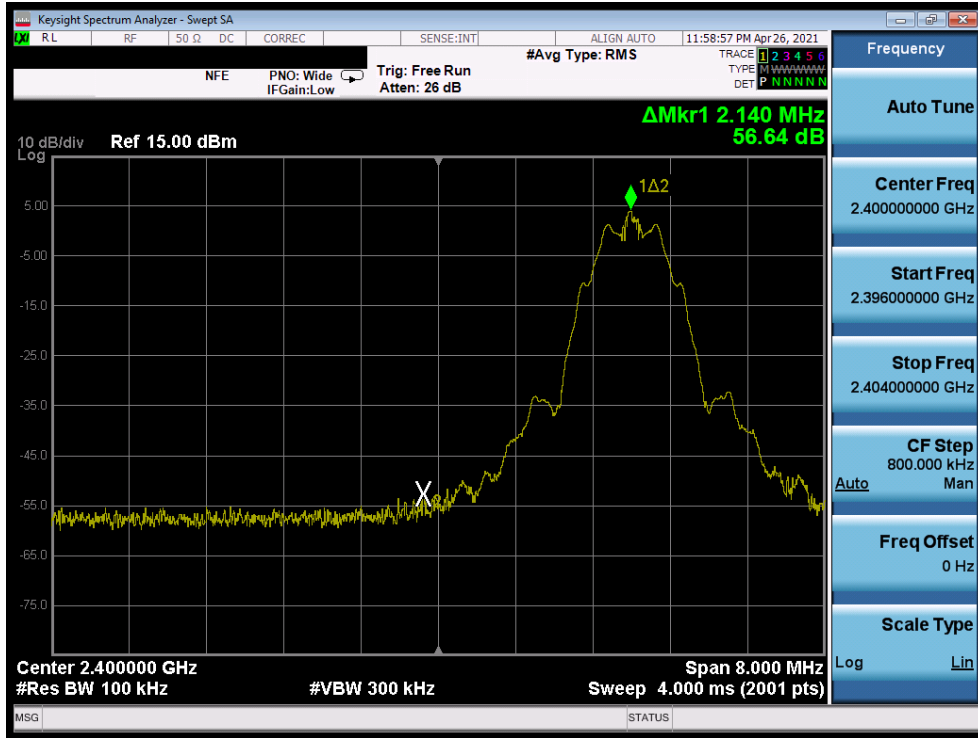 Keysight Spectrum Analyzer - Swept SA
LXI RL RF 50 Ω DC CORREC SENSE:INT ALIGN AUTO 11:58:57 PM Apr 26, 2021
#Avg Type: RMS
TRACE 1 2 3 4 5 6
NFE PNO: Wide Trig: Free Run TYPE M WWWWW
IFGain:Low Atten: 26 dB DET P N N N N N
ΔMkr1 2.140 MHz
56.64 dB
10 dB/div Ref 15.00 dBm
Log
1Δ2
5.00
-5.00
-15.0
-25.0
-35.0
-45.0
X2
-55.0
-65.0
-75.0
Center 2.400000 GHz Span 8.000 MHz
#Res BW 100 kHz #VBW 300 kHz Sweep 4.000 ms (2001 pts)
MSG STATUS
Frequency
Auto Tune
Center Freq
2.400000000 GHz
Start Freq
2.396000000 GHz
Stop Freq
2.404000000 GHz
CF Step
800.000 kHz
Auto Man
Freq Offset
0 Hz
Scale Type
Log Lin